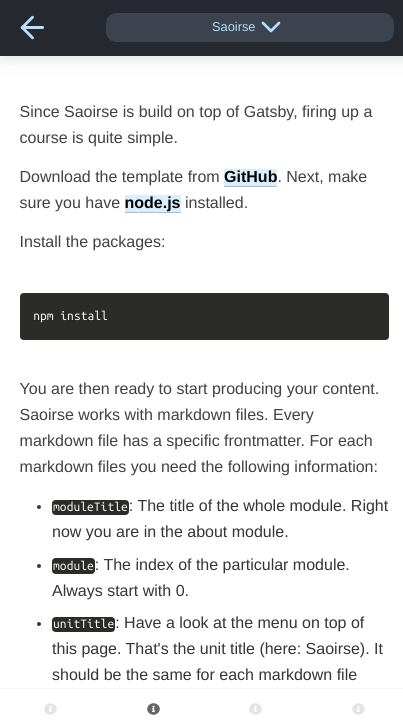 Saoirse
Since Saoirse is build on top of Gatsby, firing up a
course is quite simple.
Download the template from GitHub. Next, make
sure you have node.js installed.
Install the packages:
npm install
You are then ready to start producing your content.
Saoirse works with markdown files. Every
markdown file has a specific frontmatter. For each
markdown files you need the following information:
• moduleTitle: The title of the whole module. Right
now you are in the about module.
• module: The index of the particular module.
Always start with 0.
• unitTitle: Have a look at the menu on top of
this page. That's the unit title (here: Saoirse). It
should be the same for each markdown file